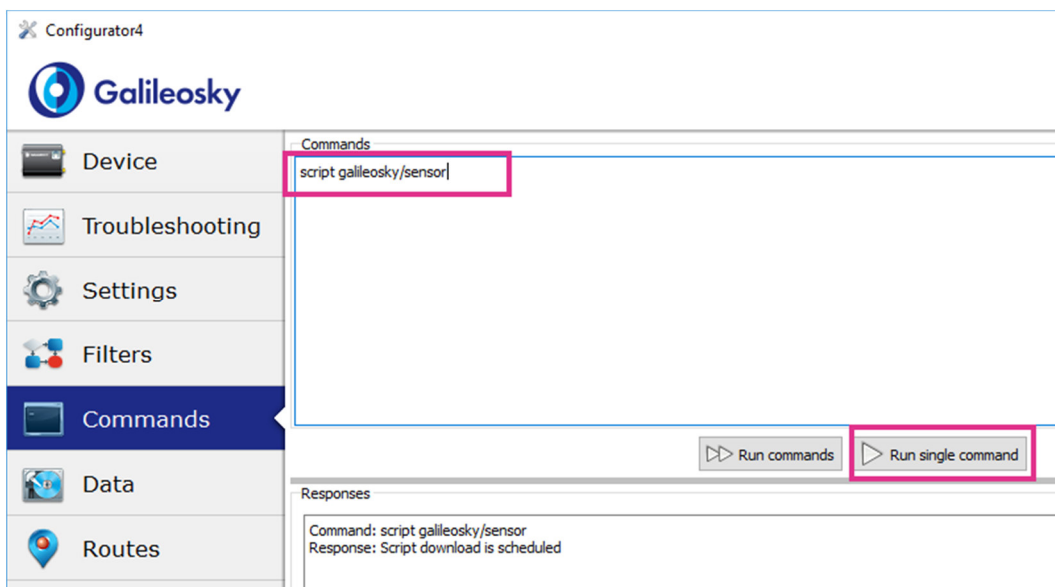 Configurator4
Galileosky
Device
Troubleshooting
Settings
Filters
Commands
Data
Routes
Commands
script galileosky/sensor
Run commands
Run single command
Responses
Command: script galileosky/sensor
Response: Script download is scheduled